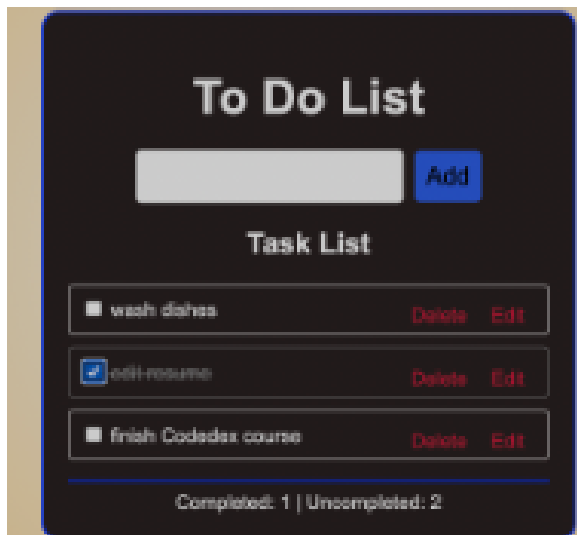 To Do List
Add
Task List
wash dishes Delete Edit
edit resume Delete Edit
finish Codedex course Delete Edit
Completed: 1 | Uncompleted: 2